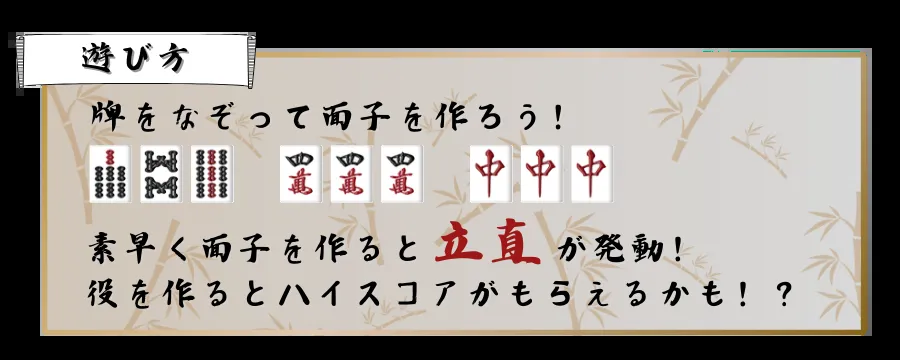 遊び方
牌をなぞって面子を作ろう!
四萬 四萬 四萬 中 中 中
素早く面子を作ると立直が発動!
役を作るとハイスコアがもらえるかも!?